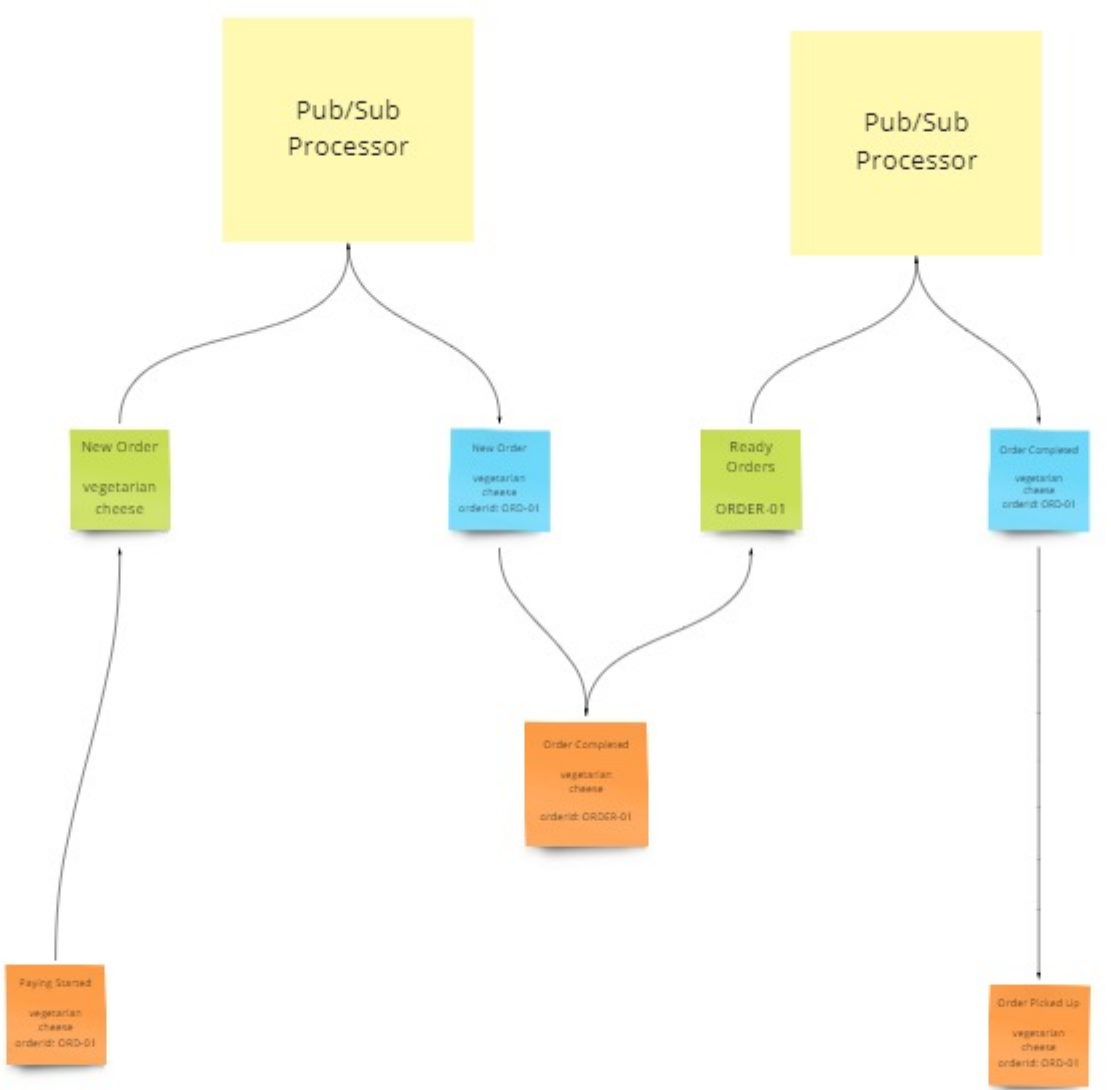 Pub/Sub
Processor
Pub/Sub
Processor
New Order
vegetarian
cheese
New Order
vegetarian
cheese
orderid: ORD-01
Ready
Orders
ORDER-01
Order Completed
vegetarian
cheese
orderid: ORD-01
Order Completed
vegetarian
cheese
orderid: ORDER-01
Paying Started
vegetarian
cheese
orderid: ORD-01
Order Picked Up
vegetarian
cheese
orderid: ORD-01